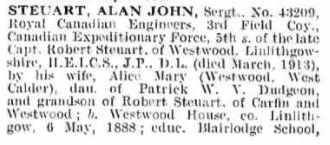 STEUART, ALAN JOHN, Sergt., No. 43209,
Royal Canadian Engineers, 3rd Field Coy.,
Canadian Expeditionary Force, 5th s. of the late
Capt. Robert Steuart, of Westwood, Linlithgow-
shire, H.E.I.C.S., J.P., D.L. (died March, 1913),
by his wife, Alice Mary (Westwood, West
Calder), dau. of Patrick W. V. Dudgeon,
and grandson of Robert Steuart, of Carfin and
Westwood; b. Westwood House, co. Linlith-
gow, 6 May, 1888; educ. Blairlodge School,